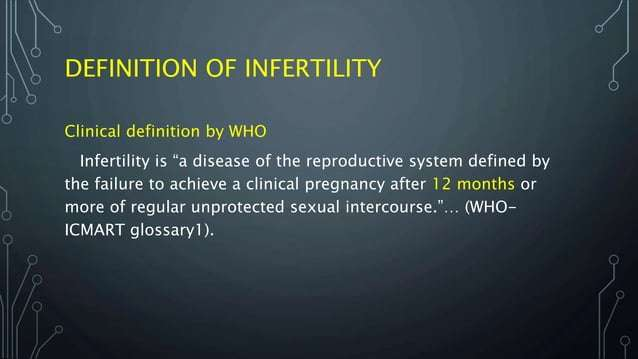 DEFINITION OF INFERTILITY
Clinical definition by WHO
Infertility is “a disease of the reproductive system defined by
the failure to achieve a clinical pregnancy after 12 months or
more of regular unprotected sexual intercourse.”… (WHO-
ICMART glossary1).